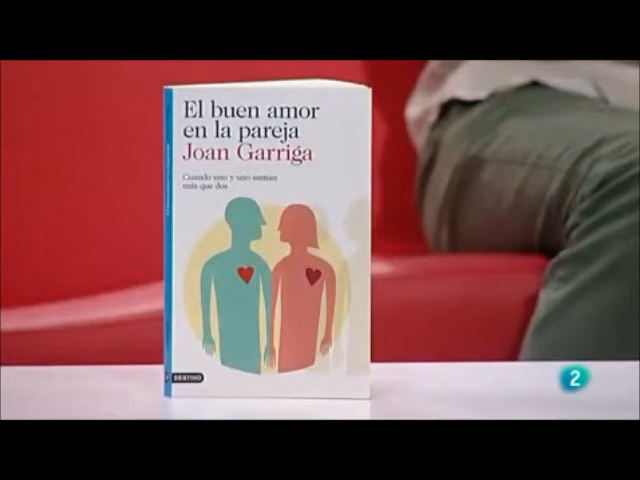 El buen amor
en la pareja
Joan Garriga
Cuando uno y uno suman
más que dos
DESTINO
2